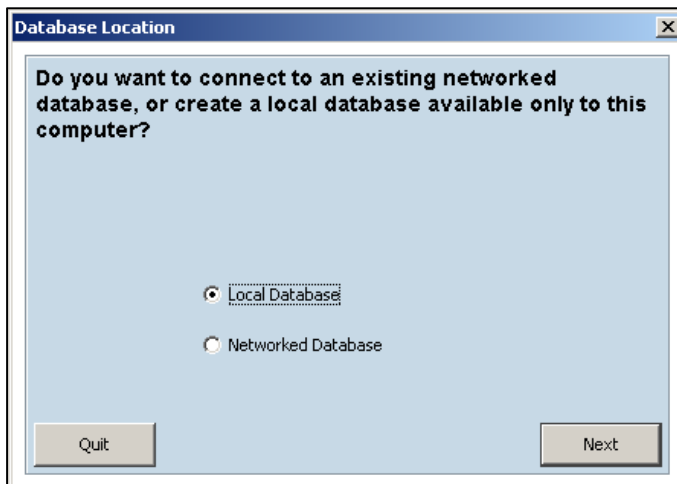 Database Location
Do you want to connect to an existing networked
database, or create a local database available only to this
computer?
Local Database
Networked Database
Quit
Next